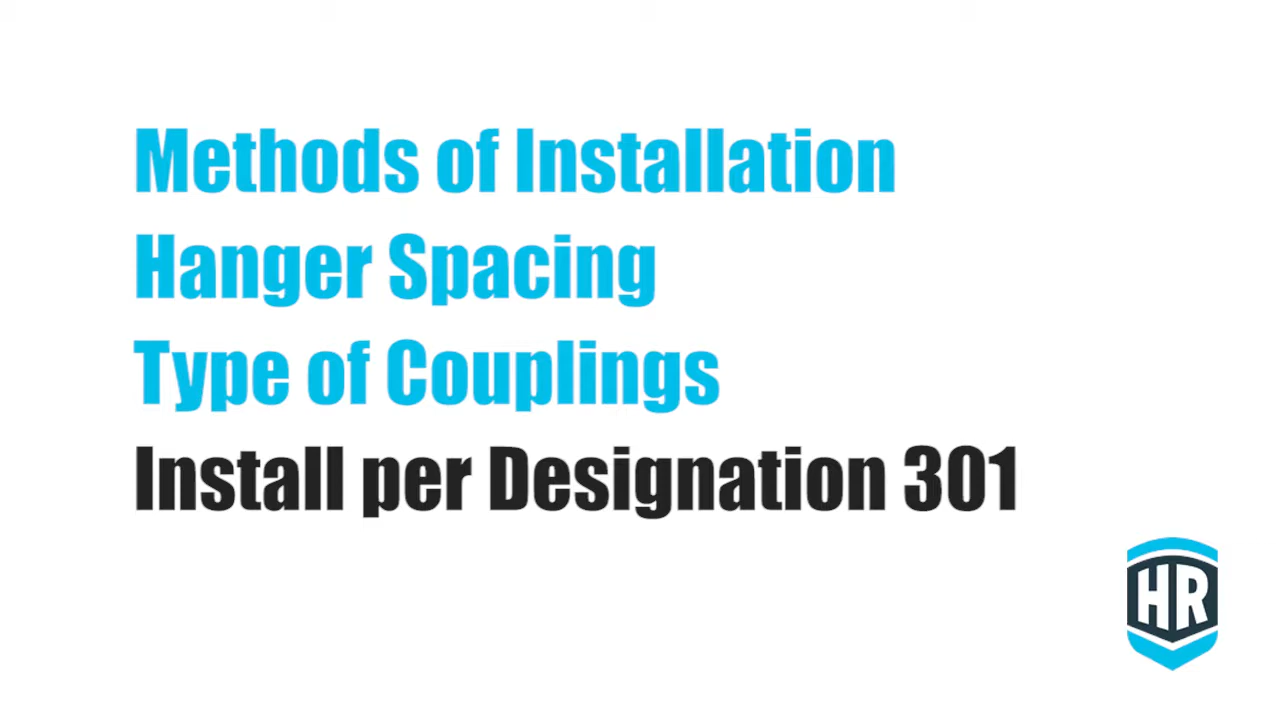 Methods of Installation
Hanger Spacing
Type of Couplings
Install per Designation 301
HR